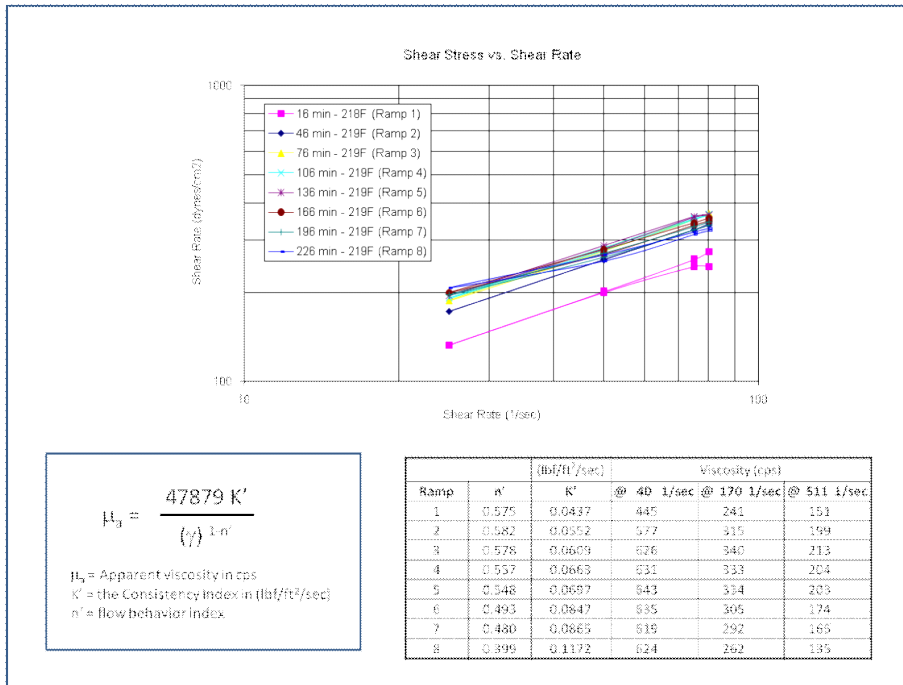 Shear Stress vs. Shear Rate
1000
100
10
100
Shear Rate (dynes/cm2)
Shear Rate (1/sec)
16 min - 218F (Ramp 1)
46 min - 219F (Ramp 2)
76 min - 219F (Ramp 3)
106 min - 219F (Ramp 4)
136 min - 219F (Ramp 5)
166 min - 219F (Ramp 6)
196 min - 219F (Ramp 7)
226 min - 219F (Ramp 8)
μₐ = 47879 K' / (γ) ^1-n'
μₐ = Apparent viscosity in cps
K' = the Consistency Index in (lbf/ft²/sec)
n' = flow behavior index
(lbf/ft²/sec) Viscosity (cps)
Ramp n' K' @ 40 1/sec @ 170 1/sec @ 511 1/sec
1 0.575 0.0437 445 241 151
2 0.582 0.0552 577 315 199
3 0.578 0.0609 626 340 213
4 0.557 0.0663 631 333 204
5 0.548 0.0697 643 334 203
6 0.493 0.0847 635 305 174
7 0.480 0.0865 619 292 165
8 0.399 0.1172 624 262 135